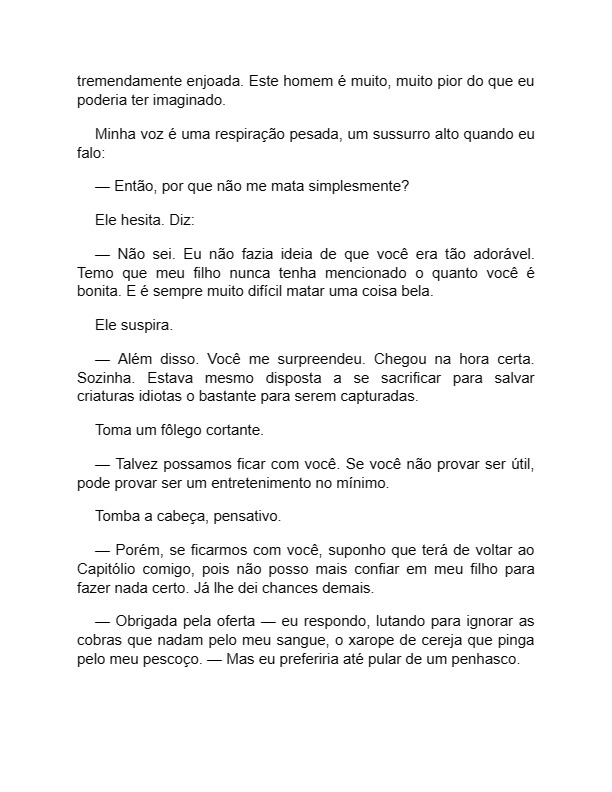 tremendamente enjoada. Este homem é muito, muito pior do que eu
poderia ter imaginado.
Minha voz é uma respiração pesada, um sussurro alto quando eu
falo:
— Então, por que não me mata simplesmente?
Ele hesita. Diz:
— Não sei. Eu não fazia ideia de que você era tão adorável.
Temo que meu filho nunca tenha mencionado o quanto você é
bonita. E é sempre muito difícil matar uma coisa bela.
Ele suspira.
— Além disso. Você me surpreendeu. Chegou na hora certa.
Sozinha. Estava mesmo disposta a se sacrificar para salvar
criaturas idiotas o bastante para serem capturadas.
Toma um fôlego cortante.
— Talvez possamos ficar com você. Se você não provar ser útil,
pode provar ser um entretenimento no mínimo.
Tomba a cabeça, pensativo.
— Porém, se ficarmos com você, suponho que terá de voltar ao
Capitólio comigo, pois não posso mais confiar em meu filho para
fazer nada certo. Já lhe dei chances demais.
— Obrigada pela oferta — eu respondo, lutando para ignorar as
cobras que nadam pelo meu sangue, o xarope de cereja que pinga
pelo meu pescoço. — Mas eu preferiria até pular de um penhasco.